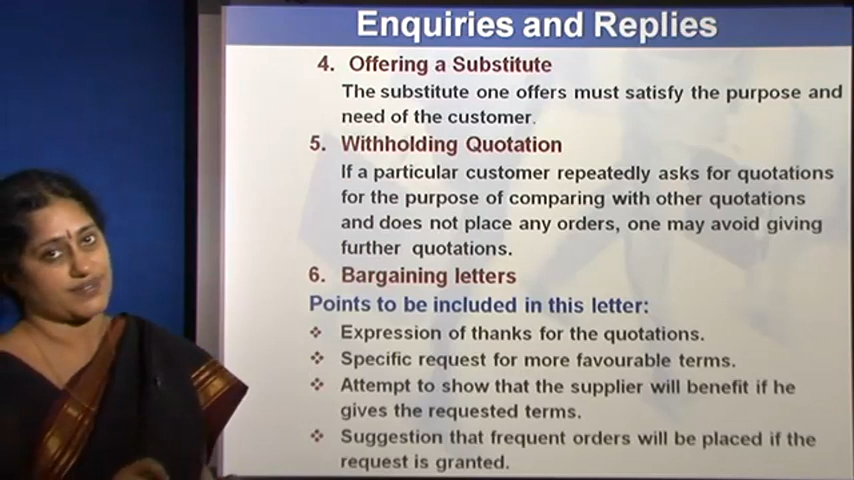 Enquiries and Replies
4. Offering a Substitute
The substitute one offers must satisfy the purpose and
need of the customer.
5. Withholding Quotation
If a particular customer repeatedly asks for quotations
for the purpose of comparing with other quotations
and does not place any orders, one may avoid giving
further quotations.
6. Bargaining letters
Points to be included in this letter:
❖ Expression of thanks for the quotations.
❖ Specific request for more favourable terms.
❖ Attempt to show that the supplier will benefit if he
gives the requested terms.
❖ Suggestion that frequent orders will be placed if the
request is granted.